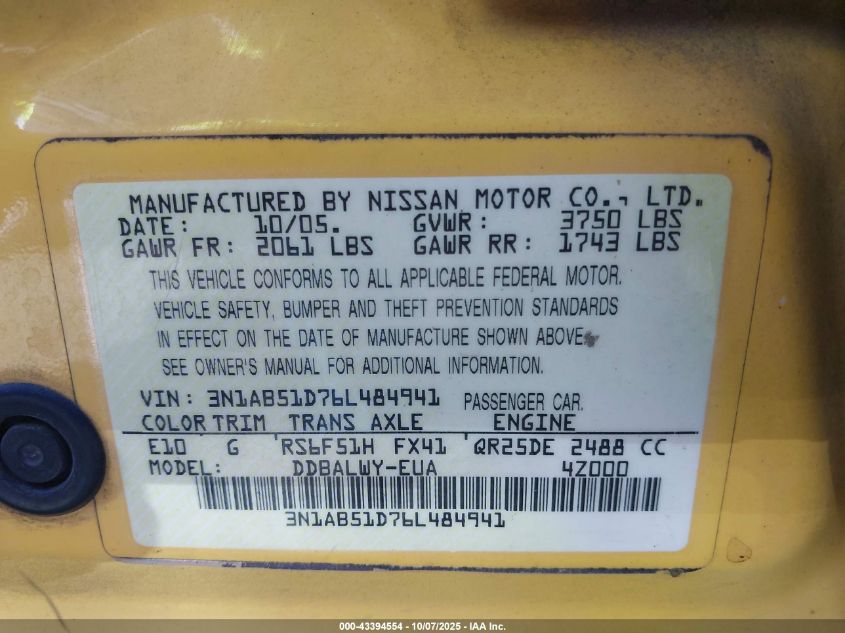 MANUFACTURED BY NISSAN MOTOR CO., LTD.
DATE: 10/05. GVWR: 3750 LBS
GAWR FR: 2061 LBS GAWR RR: 1743 LBS
THIS VEHICLE CONFORMS TO ALL APPLICABLE FEDERAL MOTOR.
VEHICLE SAFETY, BUMPER AND THEFT PREVENTION STANDARDS
IN EFFECT ON THE DATE OF MANUFACTURE SHOWN ABOVE.
SEE OWNER'S MANUAL FOR ADDITIONAL INFORMATION.
VIN: 3N1AB51D76L484941 PASSENGER CAR.
COLOR TRIM TRANS AXLE ENGINE
E10 G RS6F51H FX41 QR25DE 2488 CC
MODEL: DDBALWY-EUA 4Z000
3N1AB51D76L484941
000-43394554 | 10/07/2025 - IAA Inc.